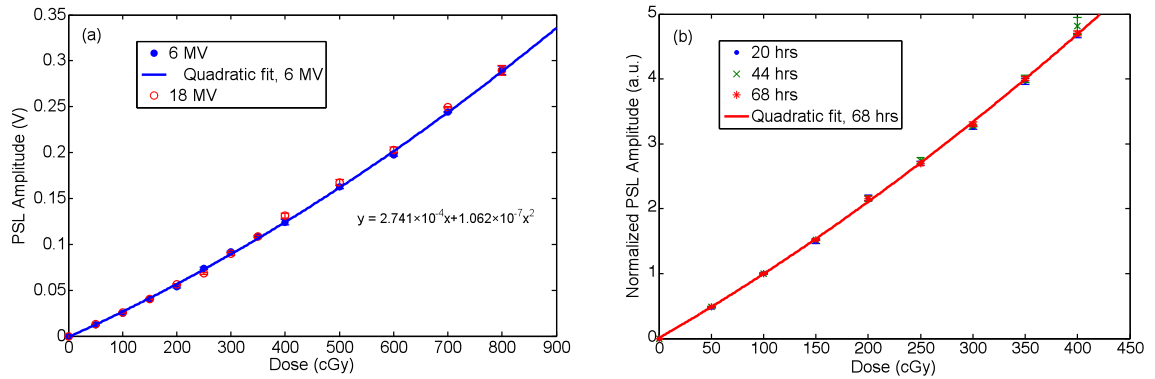 (a)
6 MV
Quadratic fit, 6 MV
18 MV
y = 2.741×10⁻⁴x+1.062×10⁻⁷x²
PSL Amplitude (V)
0.35
0.3
0.25
0.2
0.15
0.1
0.05
0
0 100 200 300 400 500 600 700 800 900
Dose (cGy)
(b)
20 hrs
44 hrs
68 hrs
Quadratic fit, 68 hrs
Normalized PSL Amplitude (a.u.)
5
4
3
2
1
0
0 50 100 150 200 250 300 350 400 450
Dose (cGy)